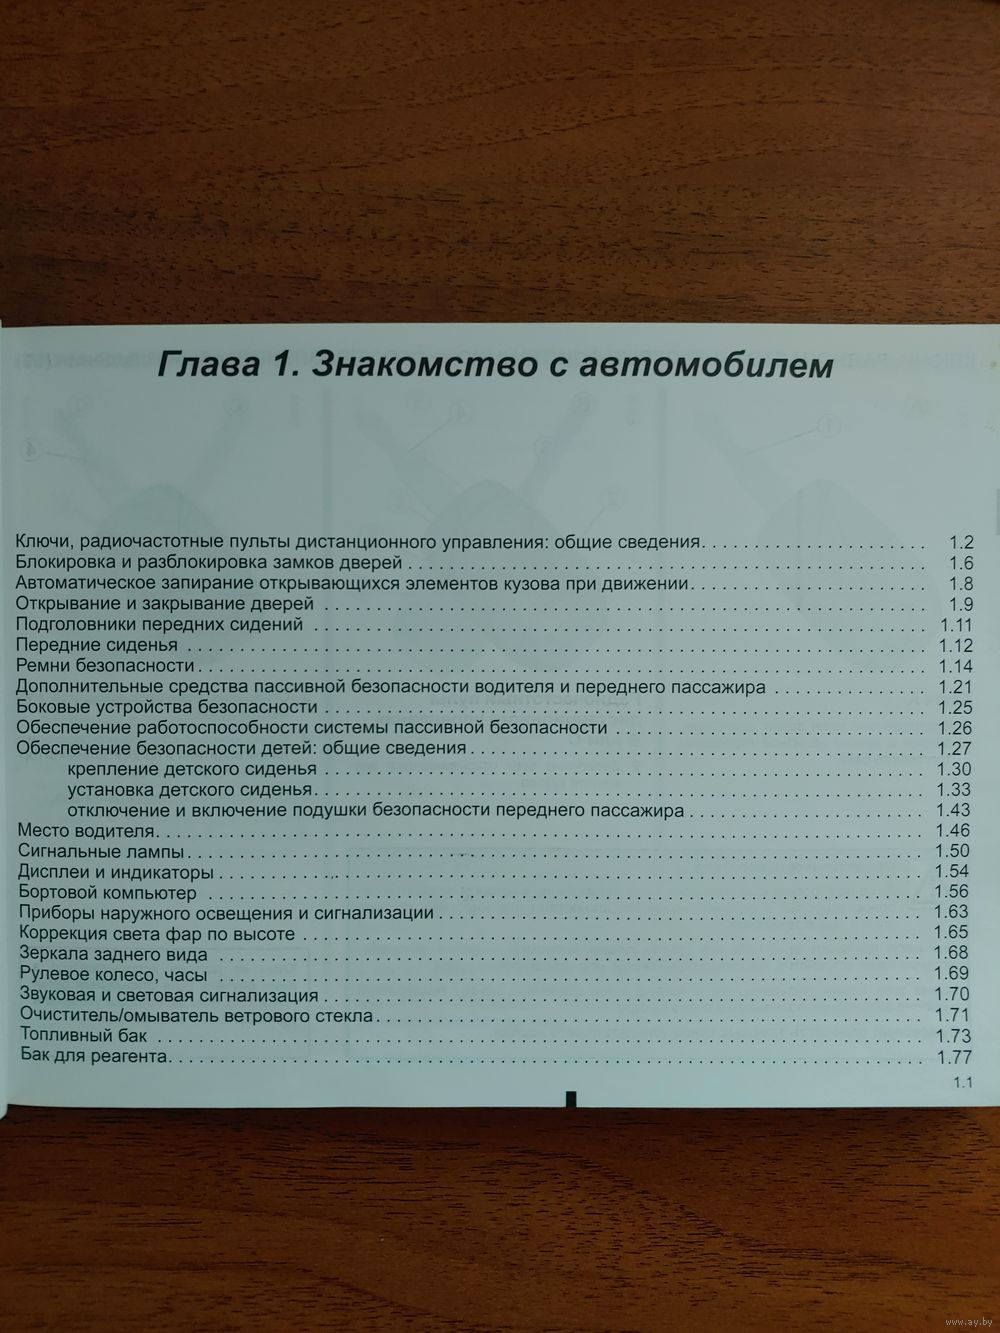 Глава 1. Знакомство с автомобилем
Ключи, радиочастотные пульты дистанционного управления: общие сведения. . . . . . . . . . . . . . . . . . . . . . 1.2
Блокировка и разблокировка замков дверей . . . . . . . . . . . . . . . . . . . . . . 1.6
Автоматическое запирание открывающихся элементов кузова при движении. . . . . . . . . . . . . . . . . . . . . . 1.8
Открывание и закрывание дверей . . . . . . . . . . . . . . . . . . . . . . 1.9
Подголовники передних сидений . . . . . . . . . . . . . . . . . . . . . . 1.11
Передние сиденья . . . . . . . . . . . . . . . . . . . . . . 1.12
Ремни безопасности . . . . . . . . . . . . . . . . . . . . . . 1.14
Дополнительные средства пассивной безопасности водителя и переднего пассажира . . . . . . . . . . . . . . 1.21
Боковые устройства безопасности . . . . . . . . . . . . . . . . . . . . . . 1.25
Обеспечение работоспособности системы пассивной безопасности . . . . . . . . . . . . . . . . . . . . . . 1.26
Обеспечение безопасности детей: общие сведения . . . . . . . . . . . . . . . . . . . . . . 1.27
крепление детского сиденья . . . . . . . . . . . . . . . . . . . . . . 1.30
установка детского сиденья. . . . . . . . . . . . . . . . . . . . . . 1.33
отключение и включение подушки безопасности переднего пассажира . . . . . . . . . . . . . . . . . . . . . . 1.43
Место водителя. . . . . . . . . . . . . . . . . . . . . . 1.46
Сигнальные лампы . . . . . . . . . . . . . . . . . . . . . . 1.50
Дисплеи и индикаторы . . . . . . . . . . . . . . . . . . . . . . 1.54
Бортовой компьютер . . . . . . . . . . . . . . . . . . . . . . 1.56
Приборы наружного освещения и сигнализации . . . . . . . . . . . . . . . . . . . . . . 1.63
Коррекция света фар по высоте . . . . . . . . . . . . . . . . . . . . . . 1.65
Зеркала заднего вида . . . . . . . . . . . . . . . . . . . . . . 1.68
Рулевое колесо, часы . . . . . . . . . . . . . . . . . . . . . . 1.69
Звуковая и световая сигнализация . . . . . . . . . . . . . . . . . . . . . . 1.70
Очиститель/омыватель ветрового стекла . . . . . . . . . . . . . . . . . . . . . . 1.71
Топливный бак . . . . . . . . . . . . . . . . . . . . . . 1.73
Бак для реагента. . . . . . . . . . . . . . . . . . . . . . 1.77
1.1
www.ay.by